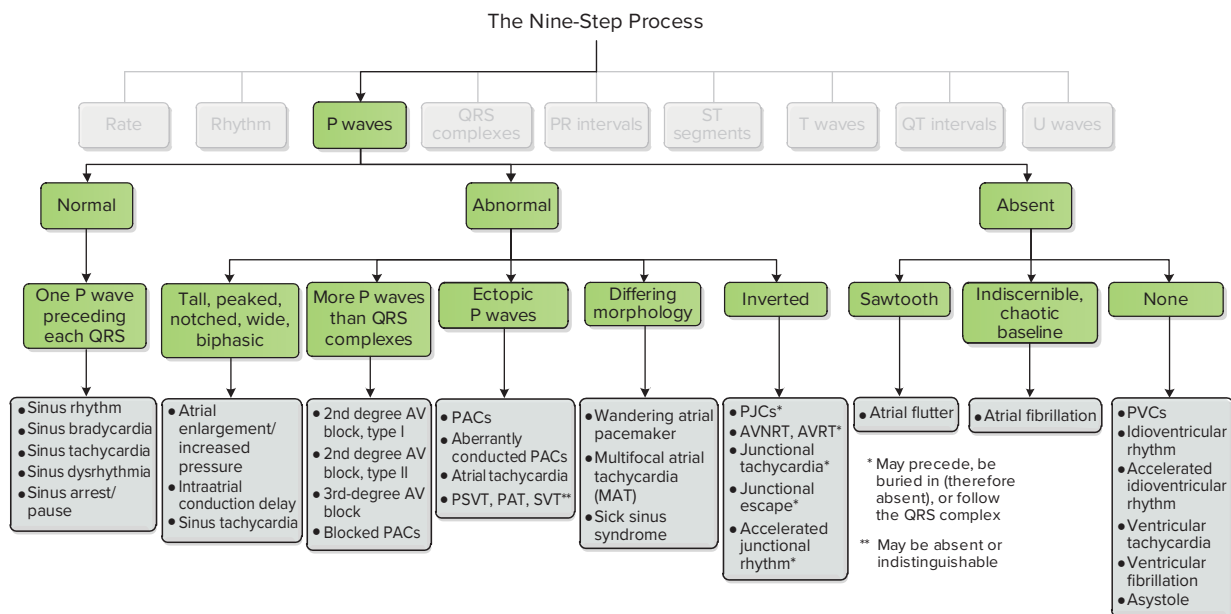 The Nine-Step Process
Rate
Rhythm
P waves
QRS
complexes
PR intervals
ST
segments
T waves
QT intervals
U waves
Normal
Abnormal
Absent
One P wave
preceding
each QRS
Tall, peaked,
notched, wide,
biphasic
More P waves
than QRS
complexes
Ectopic
P waves
Differing
morphology
Inverted
Sawtooth
Indiscernible,
chaotic
baseline
None
• Sinus rhythm
• Sinus bradycardia
• Sinus tachycardia
• Sinus dysrhythmia
• Sinus arrest/
pause
• Atrial
enlargement/
increased
pressure
• Intraatrial
conduction delay
• Sinus tachycardia
• 2nd degree AV
block, type I
• 2nd degree AV
block, type II
• 3rd-degree AV
block
• Blocked PACs
• PACs
• Aberrantly
conducted PACs
• Atrial tachycardia
• PSVT, PAT, SVT**
• Wandering atrial
pacemaker
• Multifocal atrial
tachycardia
(MAT)
• Sick sinus
syndrome
• PJCs*
• AVNRT, AVRT*
• Junctional
tachycardia*
• Junctional
escape*
• Accelerated
junctional
rhythm*
• Atrial flutter
• Atrial fibrillation
• PVCs
• Idioventricular
rhythm
• Accelerated
idioventricular
rhythm
• Ventricular
tachycardia
• Ventricular
fibrillation
• Asystole
* May precede, be
buried in (therefore
absent), or follow
the QRS complex
** May be absent or
indistinguishable